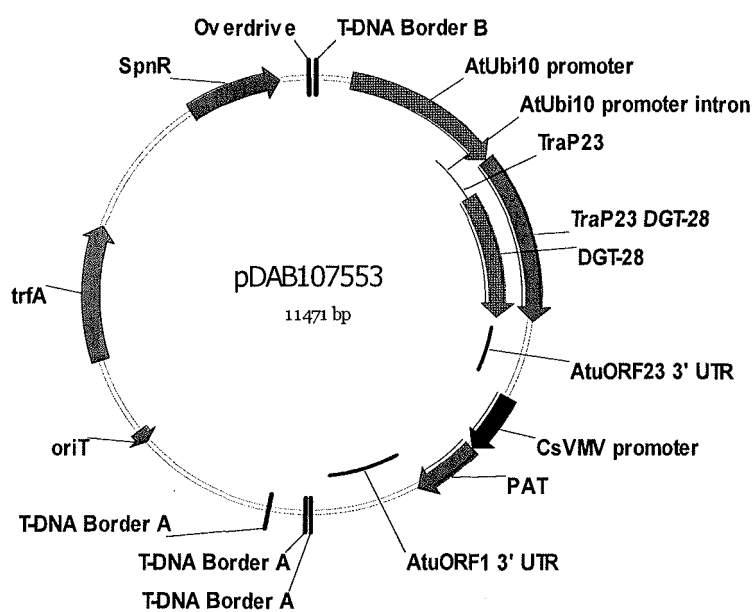 Overdrive
T-DNA Border B
SpnR
AtUbi10 promoter
AtUbi10 promoter intron
TraP23
TraP23 DGT-28
DGT-28
pDAB107553
11471 bp
trfA
AtuORF23 3' UTR
CsVMV promoter
oriT
PAT
T-DNA Border A
T-DNA Border A
AtuORF1 3' UTR
T-DNA Border A